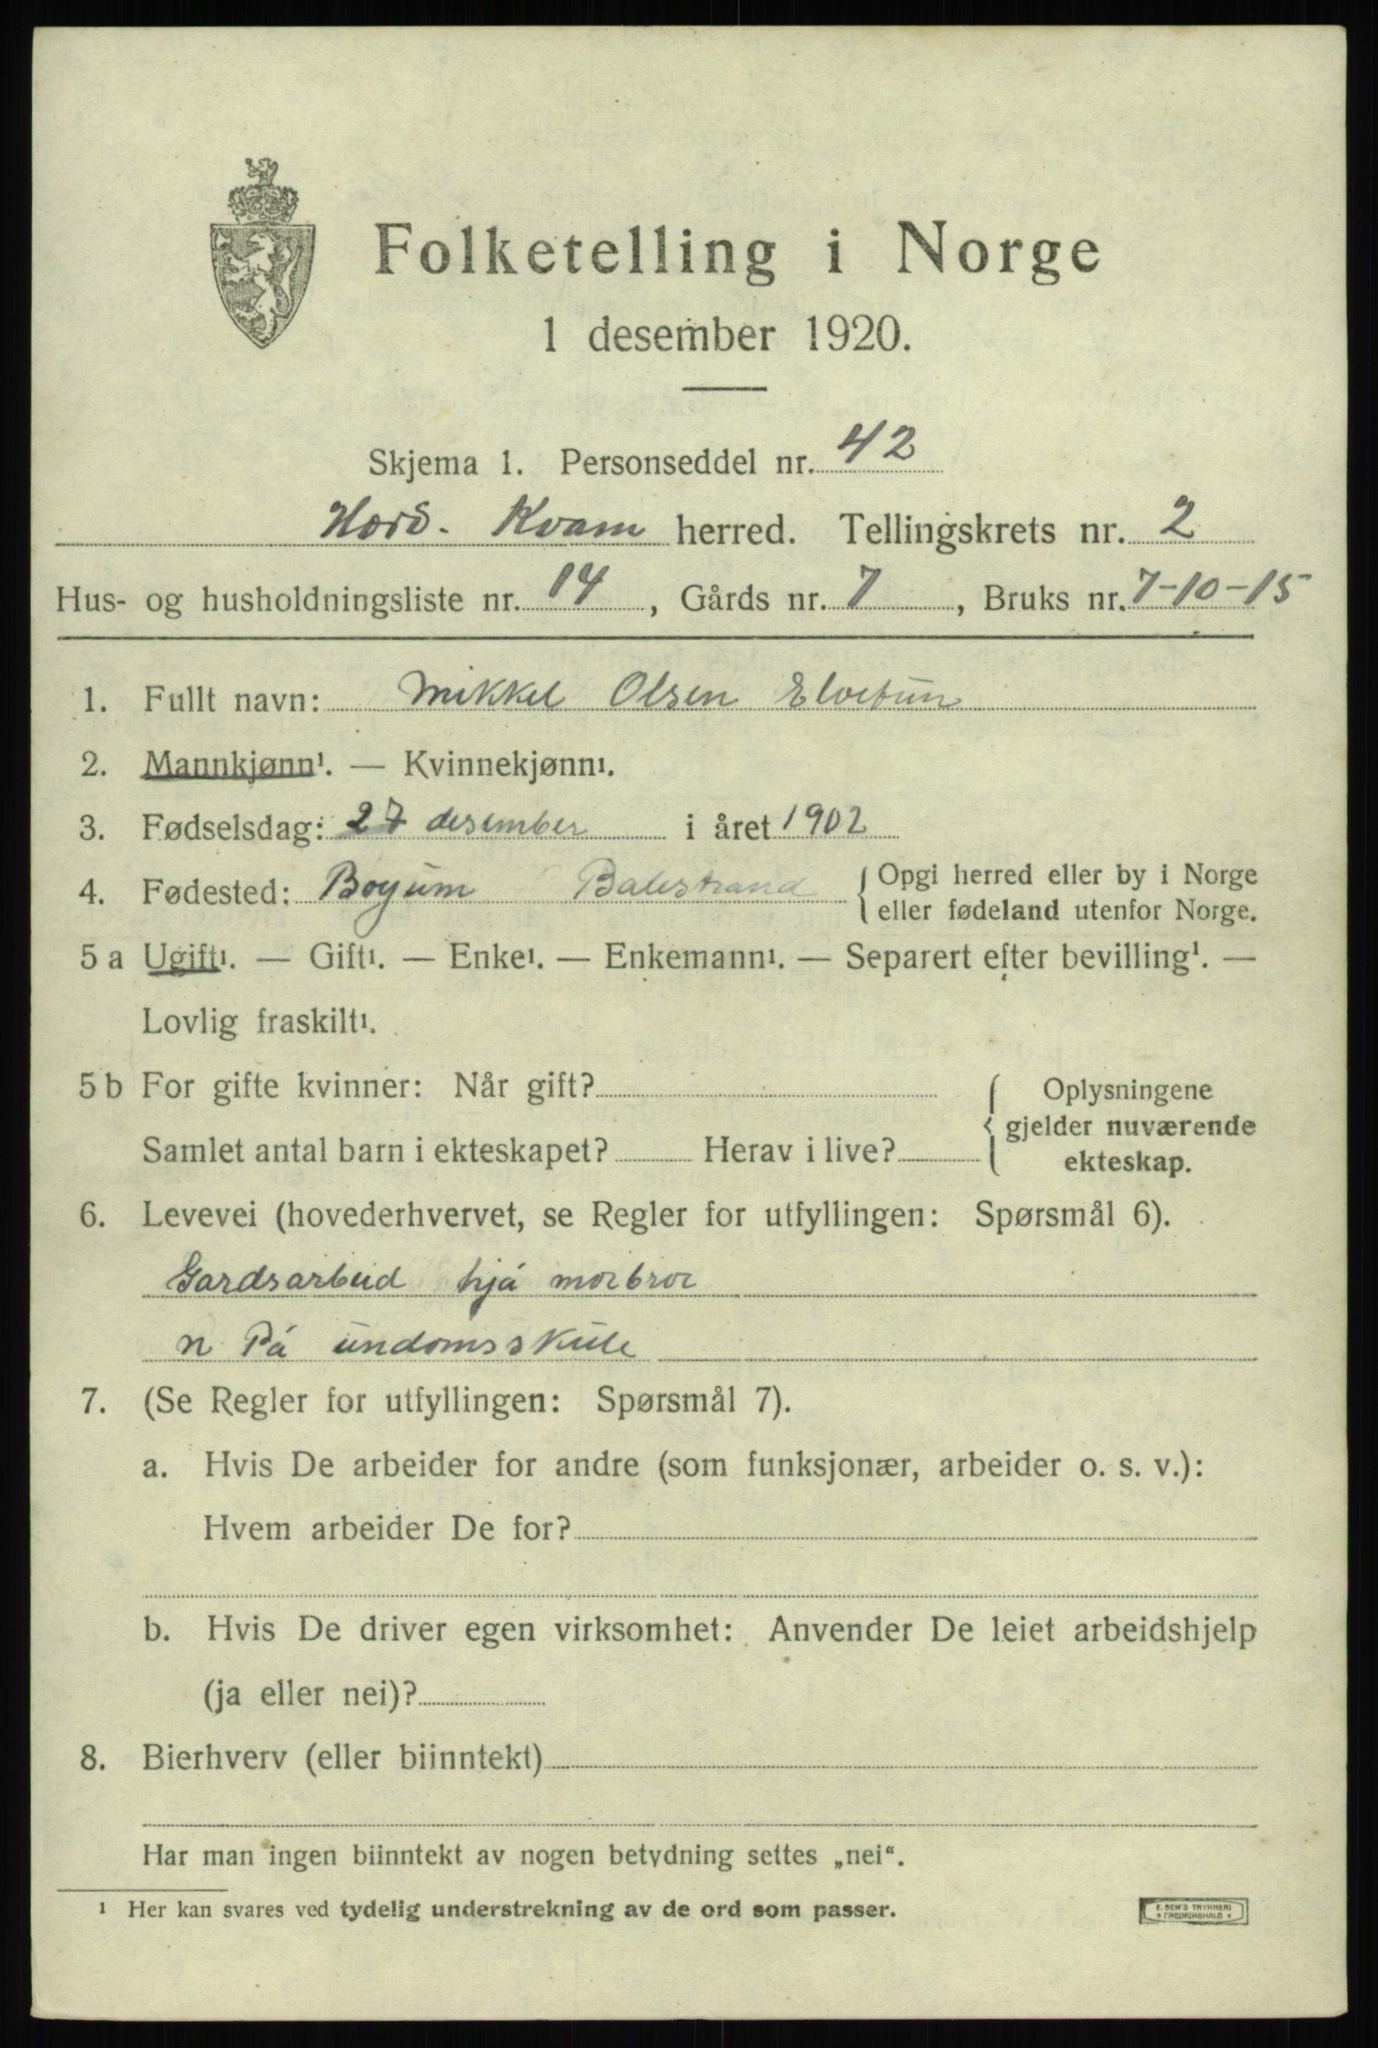 Folketelling i Norge
1 desember 1920.
Skjema 1. Personseddel nr. 42
Hord. Kvam herred. Tellingskrets nr. 2
Hus- og husholdningsliste nr. 14, Gårds nr. 7, Bruks nr. 7-10-15
1. Fullt navn: Mikkel Olsen Elvetun
2. Mannkjønn¹. — Kvinnekjønn¹.
3. Fødselsdag: 27 desember i året 1902
4. Fødested: Boyum Balestrand { Opgi herred eller by i Norge
eller fødeland utenfor Norge.
5 a Ugift¹. — Gift¹. — Enke¹. — Enkemann¹. — Separert efter bevilling¹. —
Lovlig fraskilt¹.
5 b For gifte kvinner: Når gift? { Oplysningene
gjelder nuværende
Samlet antal barn i ekteskapet? Herav i live? ekteskap.
6. Levevei (hovederhvervet, se Regler for utfyllingen: Spørsmål 6).
Gardsarbeid hjá morbror
n Pá undomsskule
7. (Se Regler for utfyllingen: Spørsmål 7).
a. Hvis De arbeider for andre (som funksjonær, arbeider o. s. v.):
Hvem arbeider De for?
b. Hvis De driver egen virksomhet: Anvender De leiet arbeidshjelp
(ja eller nei)?
8. Bierhverv (eller biinntekt)
Har man ingen biinntekt av nogen betydning settes „nei“.
¹ Her kan svares ved tydelig understrekning av de ord som passer.
E. SEM'S TRYKKERI
• FREDRIKSHALD •